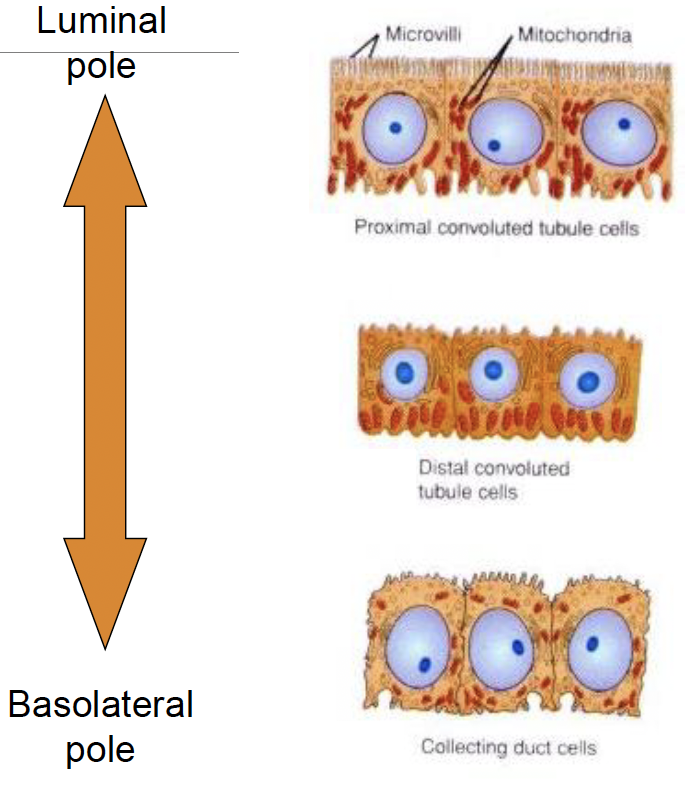 Luminal
pole
Microvilli
Mitochondria
Proximal convoluted tubule cells
Distal convoluted
tubule cells
Basolateral
pole
Collecting duct cells